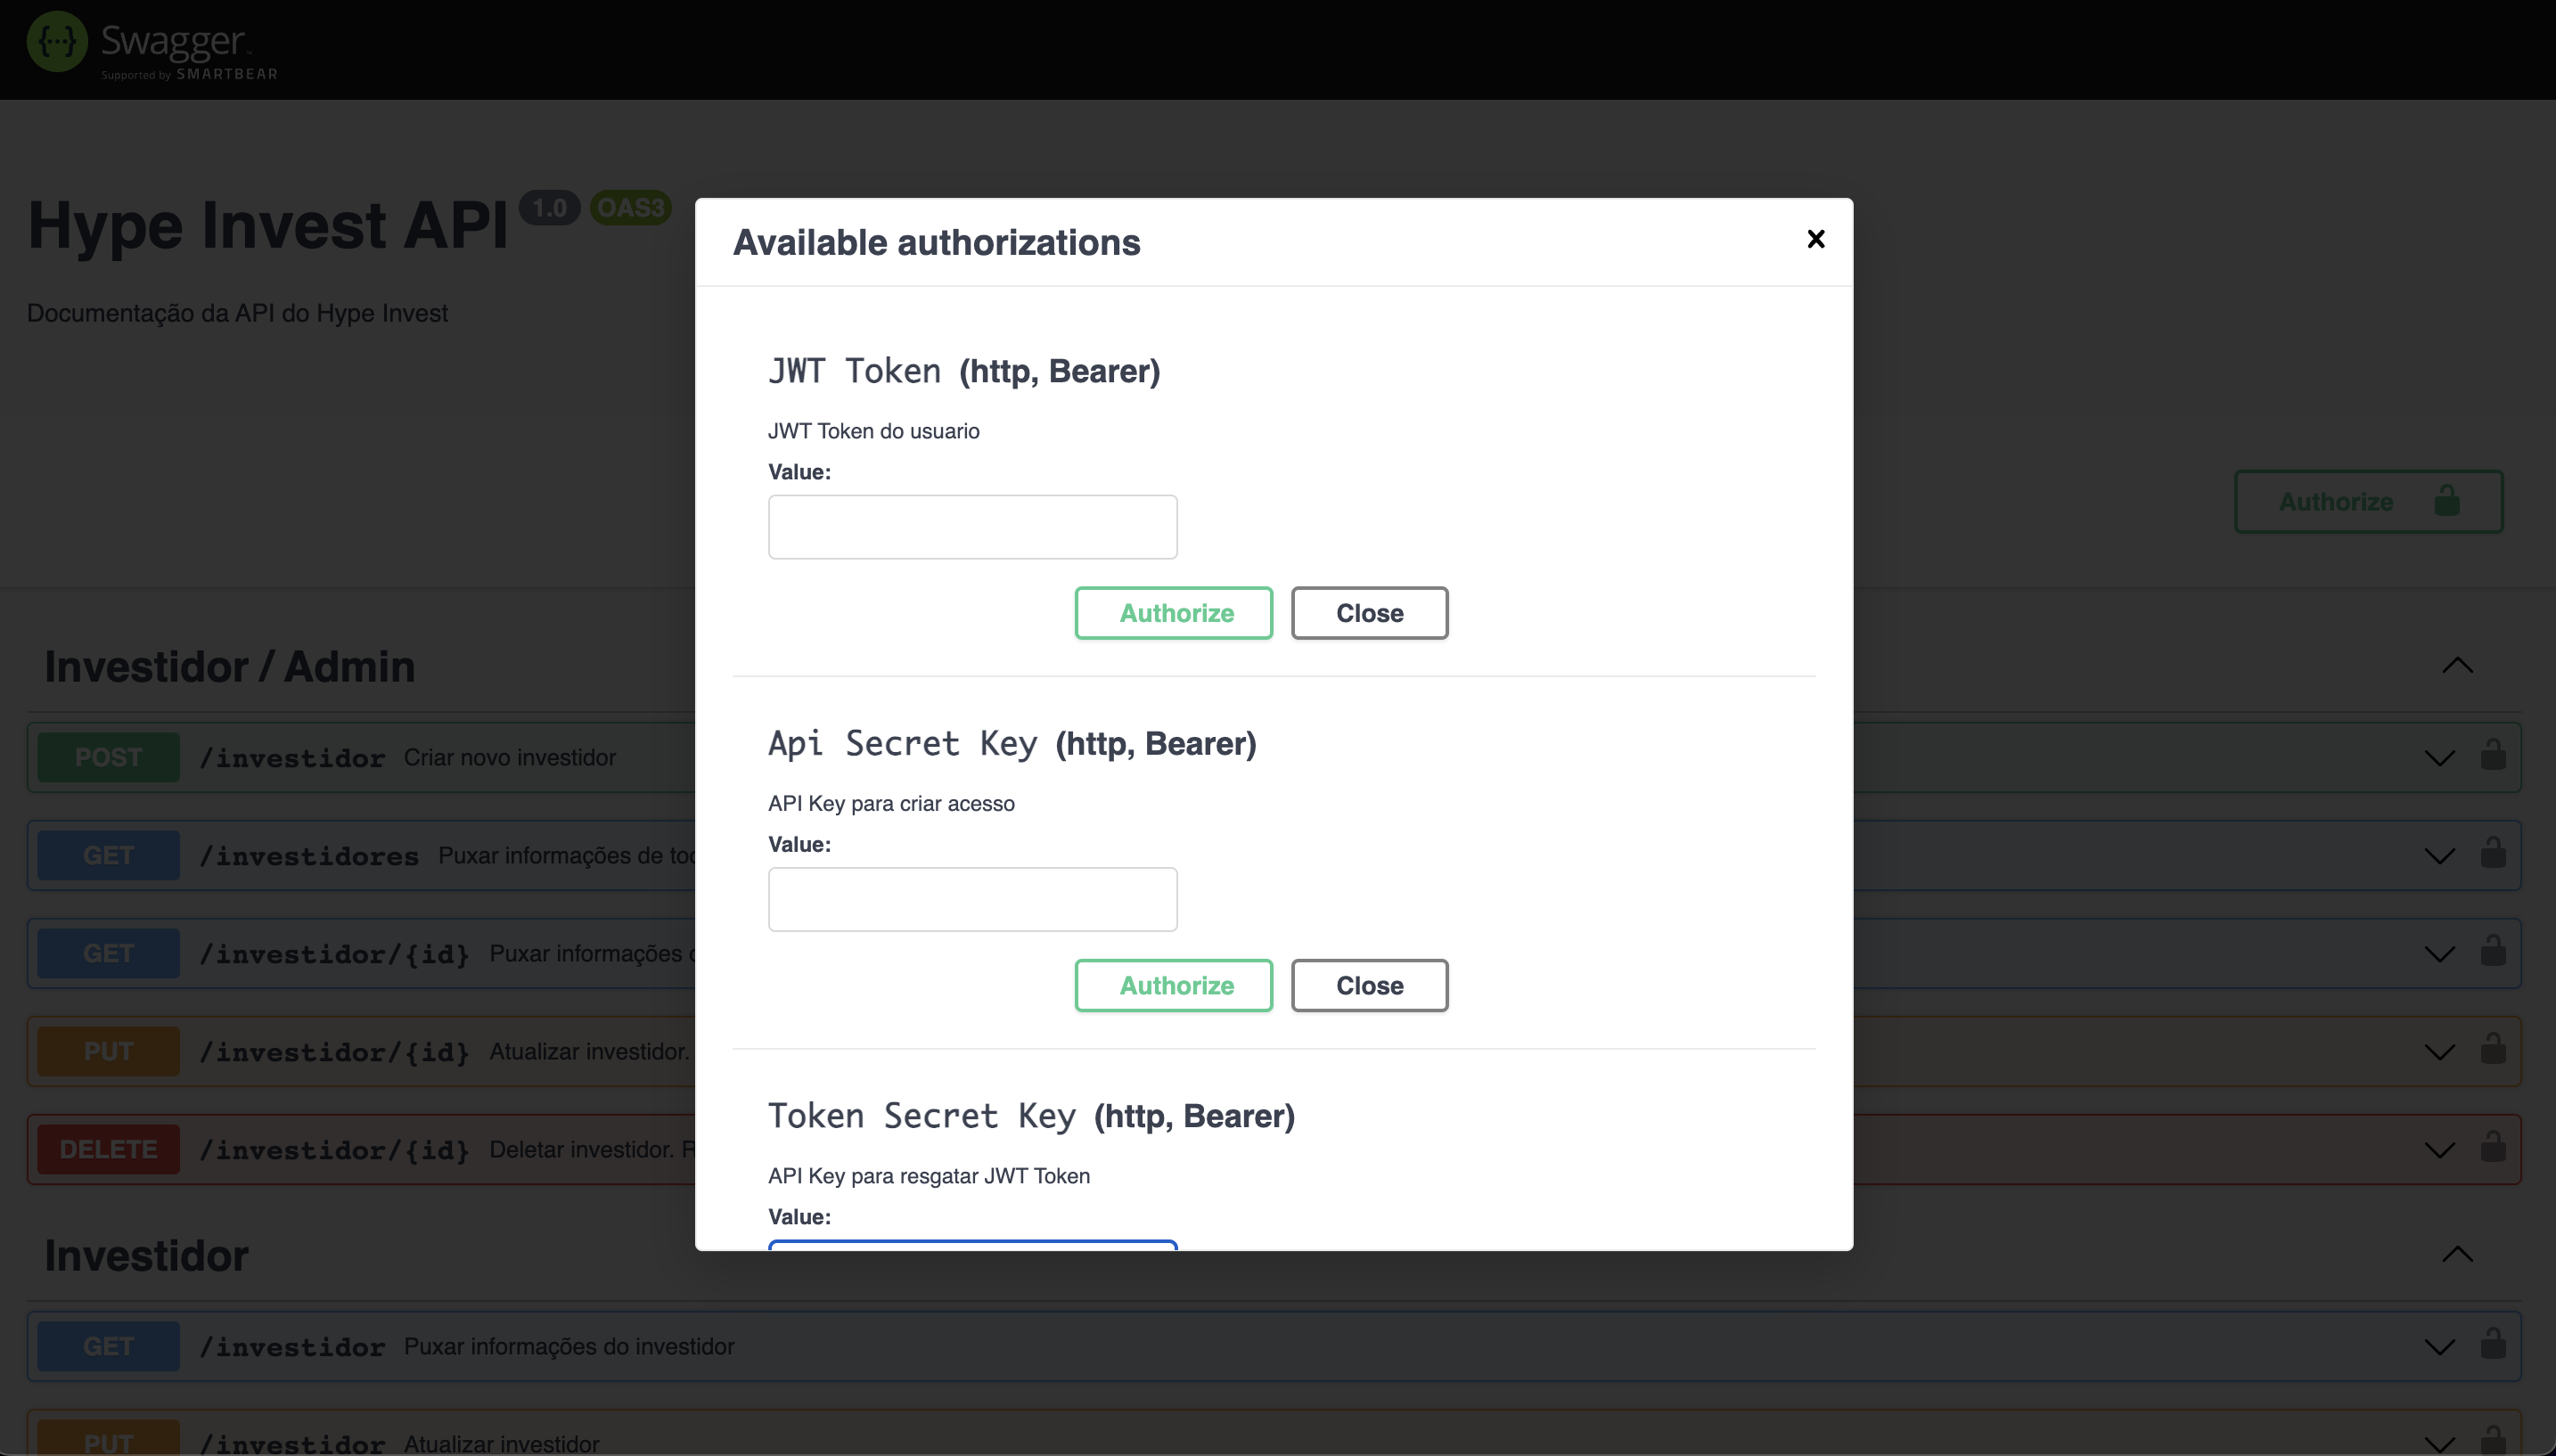 Swagger
Supported by SMARTBEAR
Hype Invest API 1.0 OAS3
Documentação da API do Hype Invest
Authorize
Available authorizations
JWT Token (http, Bearer)
JWT Token do usuario
Value:
Authorize Close
Api Secret Key (http, Bearer)
API Key para criar acesso
Value:
Authorize Close
Token Secret Key (http, Bearer)
API Key para resgatar JWT Token
Value:
Investidor / Admin
POST /investidor Criar novo investidor
GET /investidores Puxar informações de
GET /investidor/{id} Puxar informações
PUT /investidor/{id} Atualizar investidor.
DELETE /investidor/{id} Deletar investidor.
Investidor
GET /investidor Puxar informações do investidor
PUT /investidor Atualizar investidor